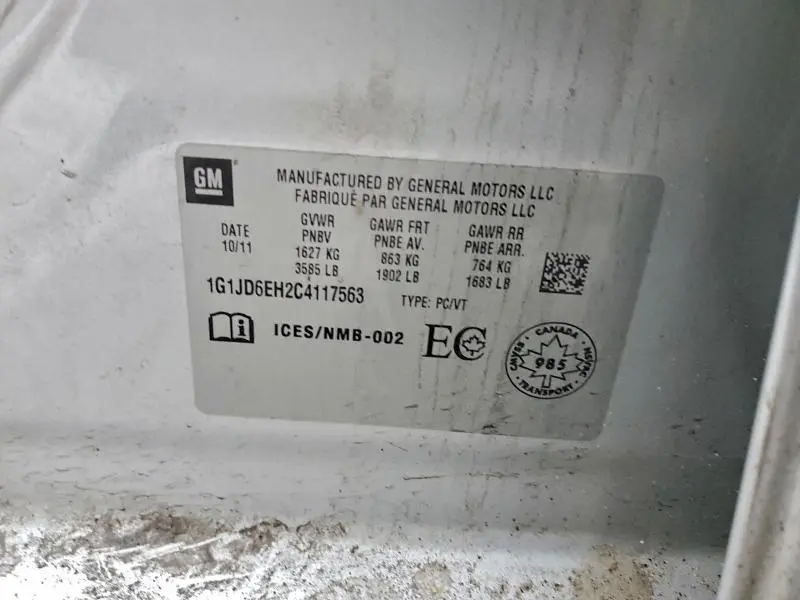 GM
MANUFACTURED BY GENERAL MOTORS LLC
FABRIQUÉ PAR GENERAL MOTORS LLC
DATE GVWR GAWR FRT GAWR RR
10/11 PNBV PNBE AV. PNBE ARR.
1627 KG 863 KG 764 KG
3585 LB 1902 LB 1683 LB
1G1JD6EH2C4117563 TYPE: PC/VT
i ICES/NMB-002 EC
CANADA
CMVSS 985 NSVAC
TRANSPORT